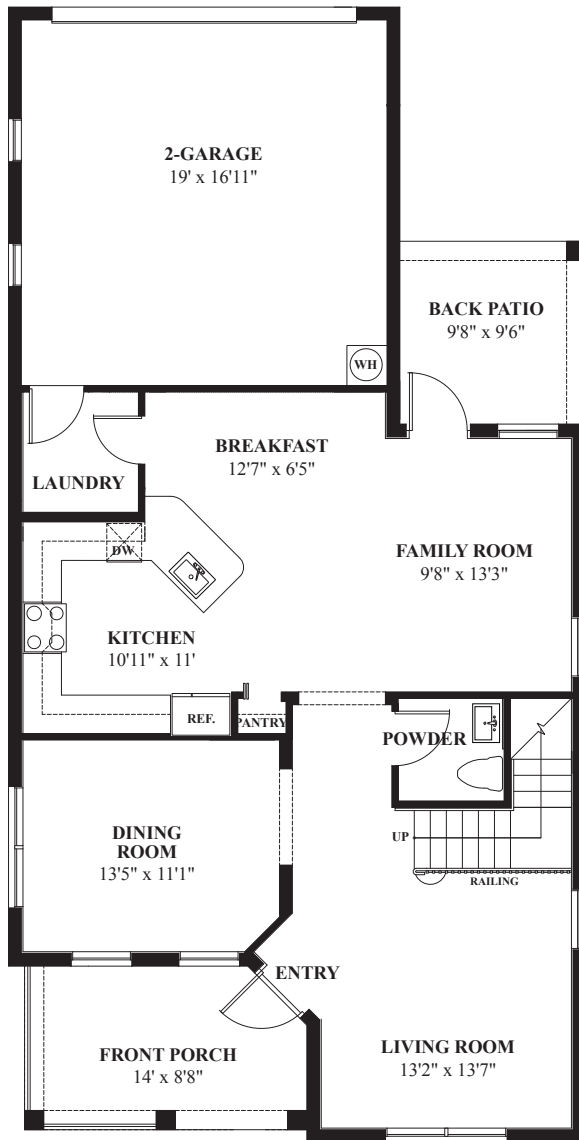 2-GARAGE
19' x 16'11"
WH
BACK PATIO
9'8" x 9'6"
BREAKFAST
12'7" x 6'5"
LAUNDRY
DW
FAMILY ROOM
9'8" x 13'3"
KITCHEN
10'11" x 11'
REF.
PANTRY
POWDER
DINING
ROOM
13'5" x 11'1"
UP
RAILING
ENTRY
LIVING ROOM
13'2" x 13'7"
FRONT PORCH
14' x 8'8"